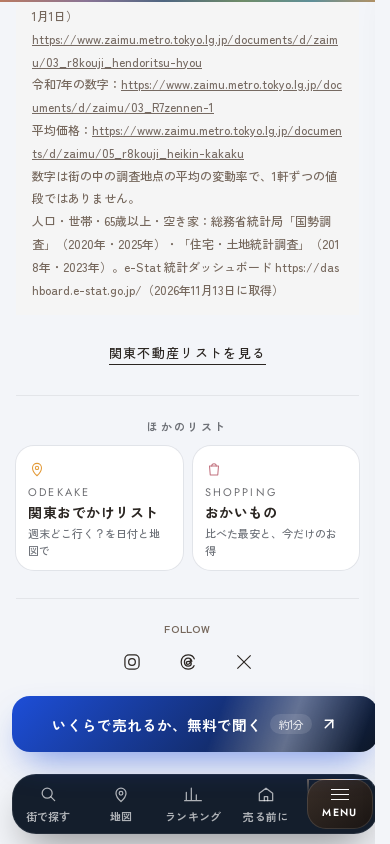 1月1日）
https://www.zaimu.metro.tokyo.lg.jp/documents/d/zaim
u/03_r8kouji_hendoritsu-hyou
令和7年の数字：https://www.zaimu.metro.tokyo.lg.jp/doc
uments/d/zaimu/03_R7zennen-1
平均価格：https://www.zaimu.metro.tokyo.lg.jp/documen
ts/d/zaimu/05_r8kouji_heikin-kakaku
数字は街の中の調査地点の平均の変動率で、1軒ずつの値
段ではありません。
人口・世帯・65歳以上・空き家：総務省統計局「国勢調
査」（2020年・2025年）・「住宅・土地統計調査」（201
8年・2023年）。e-Stat 統計ダッシュボード https://das
hboard.e-stat.go.jp/（2026年11月13日に取得）
関東不動産リストを見る
ほかのリスト
ODEKAKE
関東おでかけリスト
週末どこ行く？を日付と地
図で
SHOPPING
おかいもの
比べた最安と、今だけのお
得
FOLLOW
いくらで売れるか、無料で聞く 約1分
街で探す
地図
ランキング
売る前に
MENU